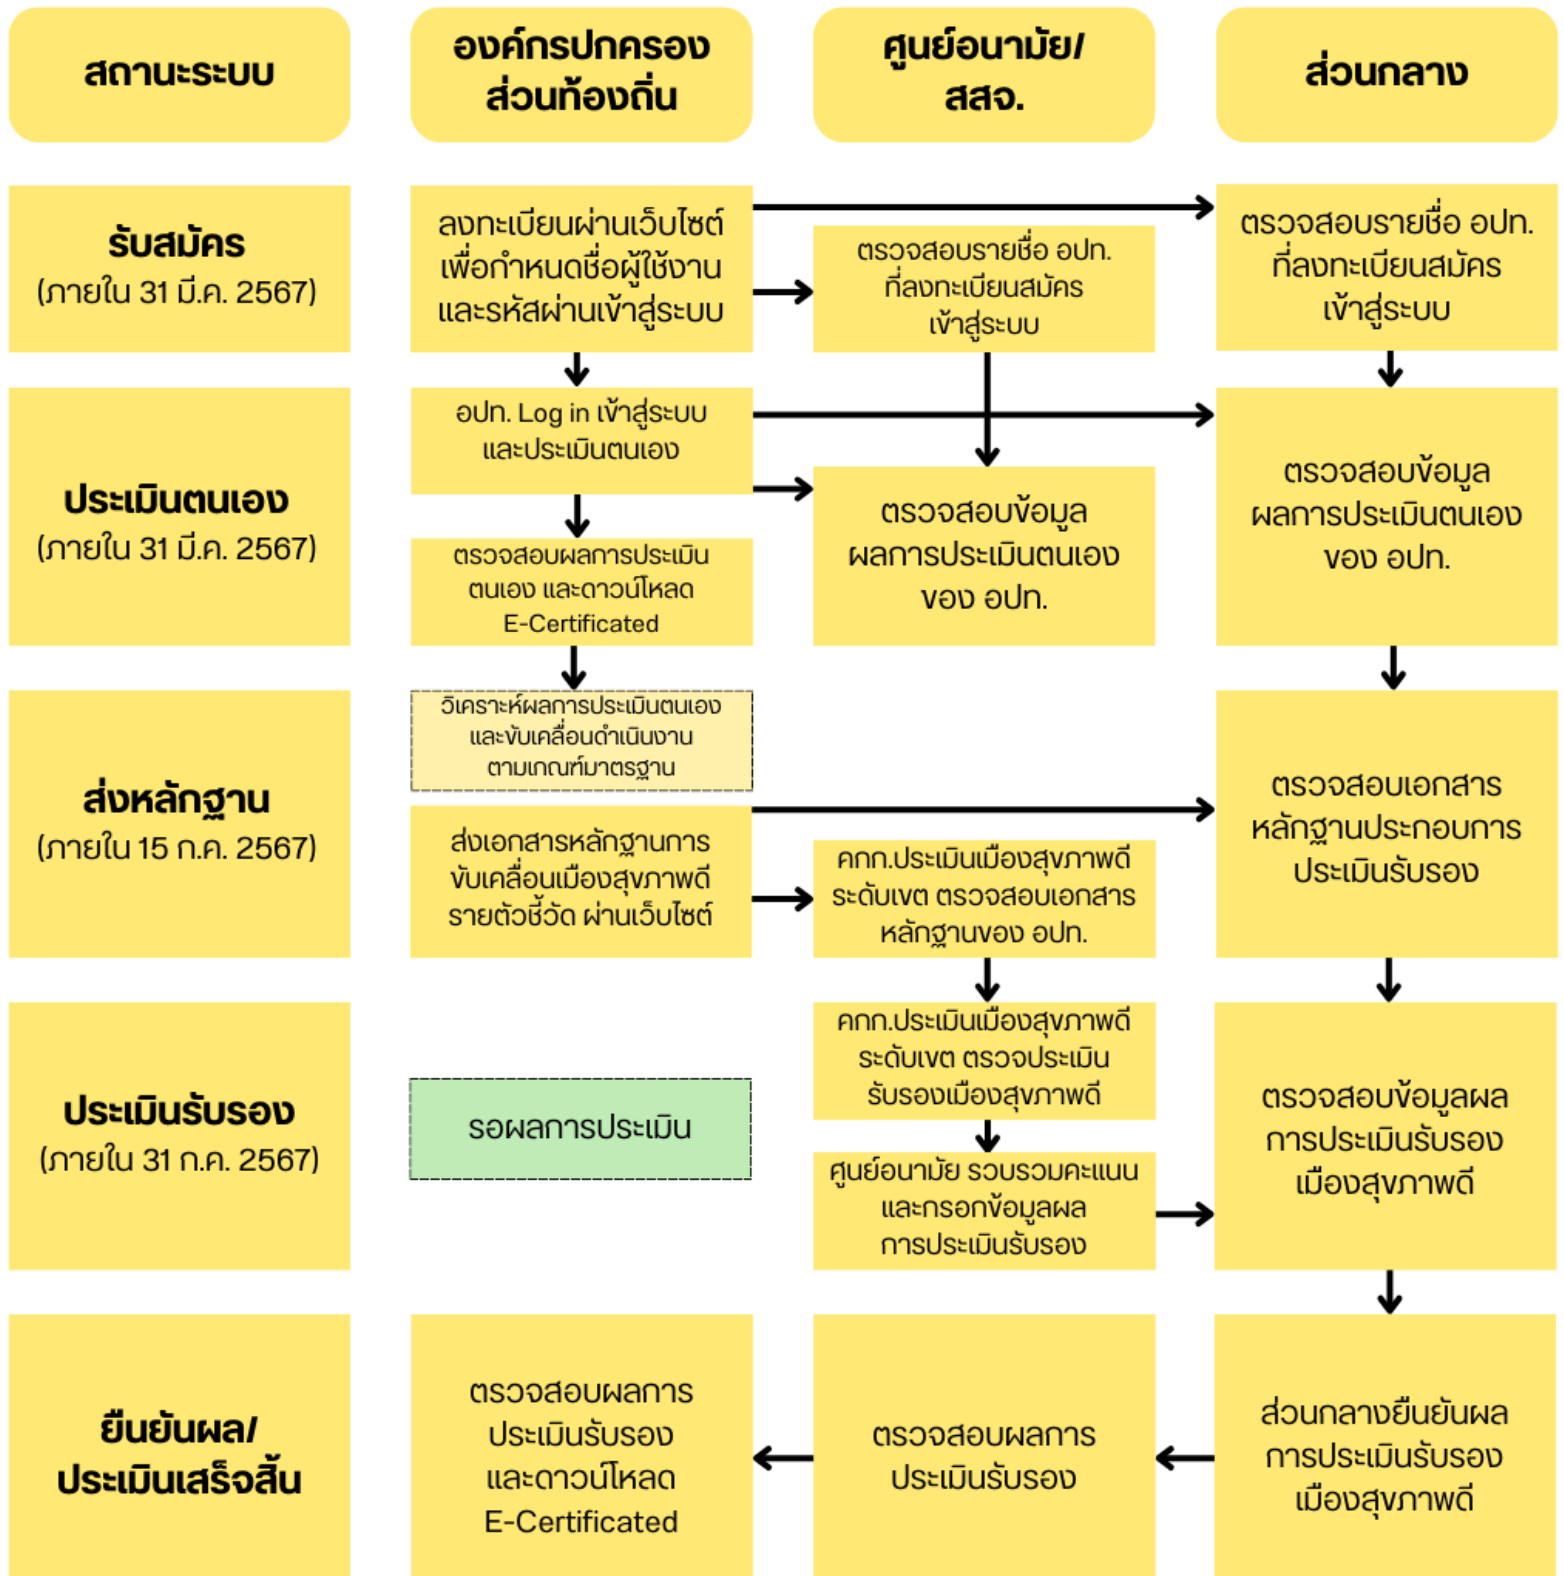 สถานะระบบ
องค์กรปกครอง
ส่วนท้องถิ่น
ศูนย์อนามัย/
สสจ.
ส่วนกลาง
รับสมัคร
(ภายใน 31 มี.ค. 2567)
ลงทะเบียนผ่านเว็บไซต์
เพื่อกำหนดชื่อผู้ใช้งาน
และรหัสผ่านเข้าสู่ระบบ
ตรวจสอบรายชื่อ อปท.
ที่ลงทะเบียนสมัคร
เข้าสู่ระบบ
ตรวจสอบรายชื่อ อปท.
ที่ลงทะเบียนสมัคร
เข้าสู่ระบบ
ประเมินตนเอง
(ภายใน 31 มี.ค. 2567)
อปท. Log in เข้าสู่ระบบ
และประเมินตนเอง
ตรวจสอบผลการประเมิน
ตนเอง และดาวน์โหลด
E-Certificated
ตรวจสอบข้อมูล
ผลการประเมินตนเอง
ของ อปท.
ตรวจสอบข้อมูล
ผลการประเมินตนเอง
ของ อปท.
ส่งหลักฐาน
(ภายใน 15 ก.ค. 2567)
วิเคราะห์ผลการประเมินตนเอง
และขับเคลื่อนดำเนินงาน
ตามเกณฑ์มาตรฐาน
ส่งเอกสารหลักฐานการ
ขับเคลื่อนเมืองสุขภาพดี
รายตัวชี้วัด ผ่านเว็บไซต์
คกก.ประเมินเมืองสุขภาพดี
ระดับเขต ตรวจสอบเอกสาร
หลักฐานของ อปท.
ตรวจสอบเอกสาร
หลักฐานประกอบการ
ประเมินรับรอง
ประเมินรับรอง
(ภายใน 31 ก.ค. 2567)
รอผลการประเมิน
คกก.ประเมินเมืองสุขภาพดี
ระดับเขต ตรวจประเมิน
รับรองเมืองสุขภาพดี
ศูนย์อนามัย รวบรวมคะแนน
และกรอกข้อมูลผล
การประเมินรับรอง
ตรวจสอบข้อมูลผล
การประเมินรับรอง
เมืองสุขภาพดี
ยืนยันผล/
ประเมินเสร็จสิ้น
ตรวจสอบผลการ
ประเมินรับรอง
และดาวน์โหลด
E-Certificated
ตรวจสอบผลการ
ประเมินรับรอง
ส่วนกลางยืนยันผล
การประเมินรับรอง
เมืองสุขภาพดี